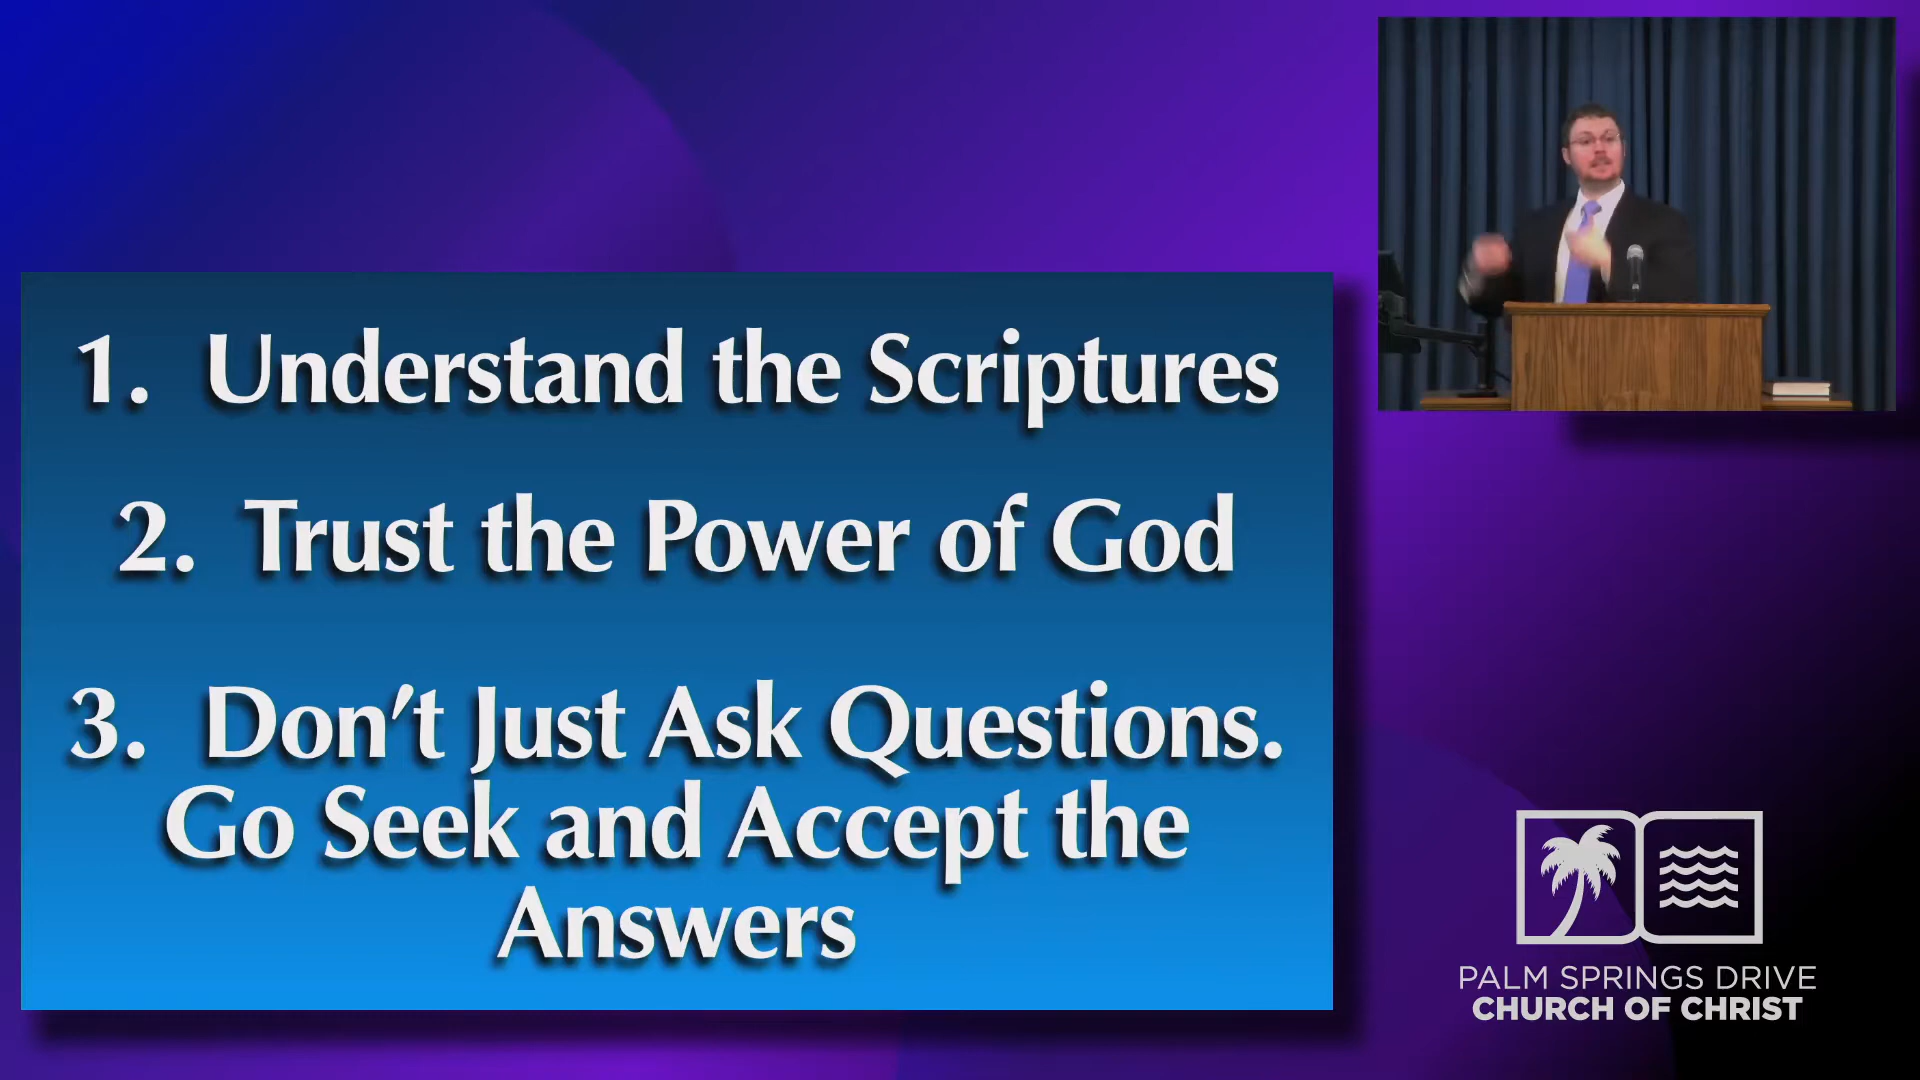 1. Understand the Scriptures
2. Trust the Power of God
3. Don’t Just Ask Questions.
Go Seek and Accept the
Answers
PALM SPRINGS DRIVE
CHURCH OF CHRIST